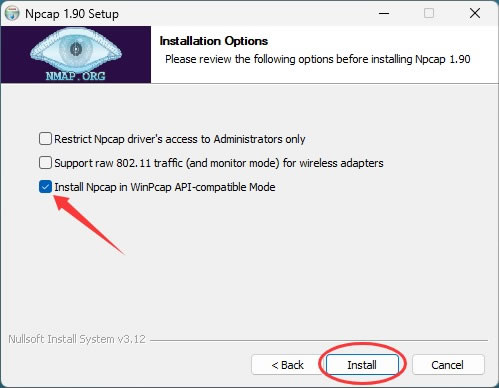 Npcap 1.90 Setup
NMAP.ORG
Installation Options
Please review the following options before installing Npcap 1.90
Restrict Npcap driver's access to Administrators only
Support raw 802.11 traffic (and monitor mode) for wireless adapters
Install Npcap in WinPcap API-compatible Mode
Nullsoft Install System v3.12
< Back
Install
Cancel